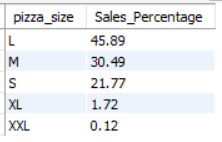 pizza_size Sales_Percentage
L 45.89
M 30.49
S 21.77
XL 1.72
XXL 0.12